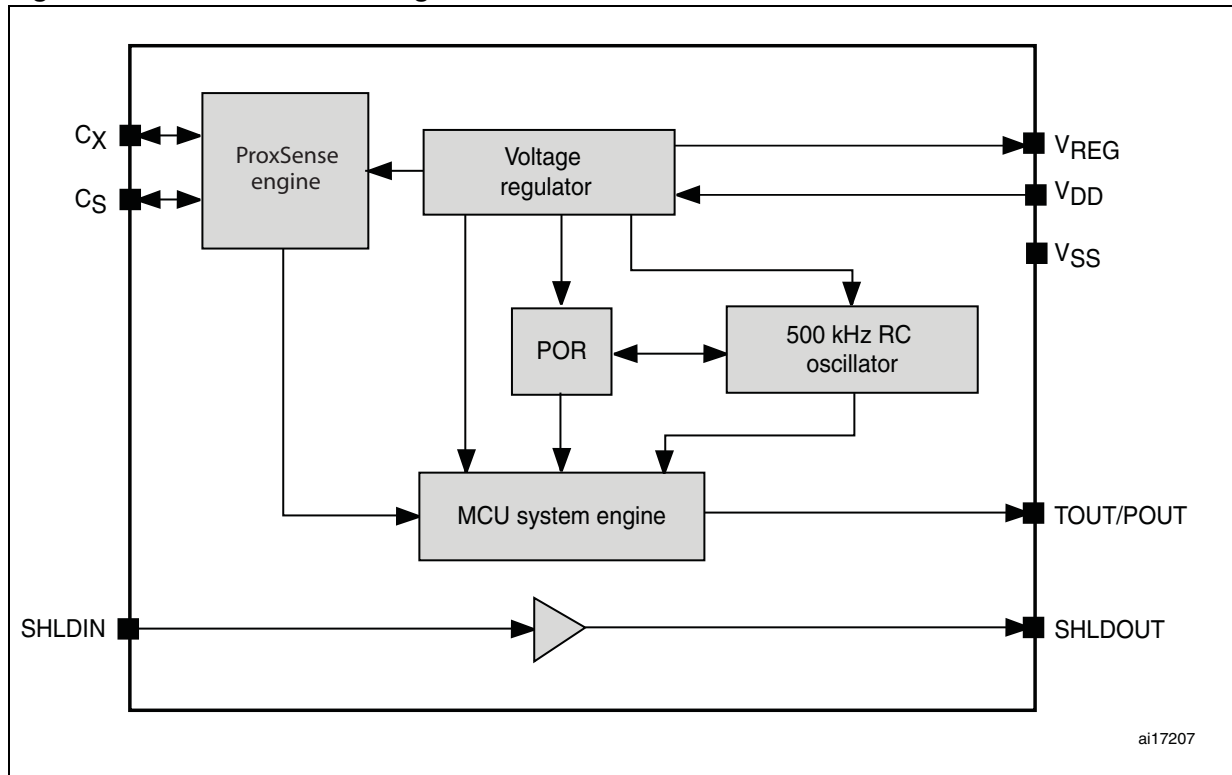 CX
CS
ProxSense
engine
Voltage
regulator
VREG
VDD
VSS
POR
500 kHz RC
oscillator
MCU system engine
TOUT/POUT
SHLDIN
SHLDOUT
ai17207